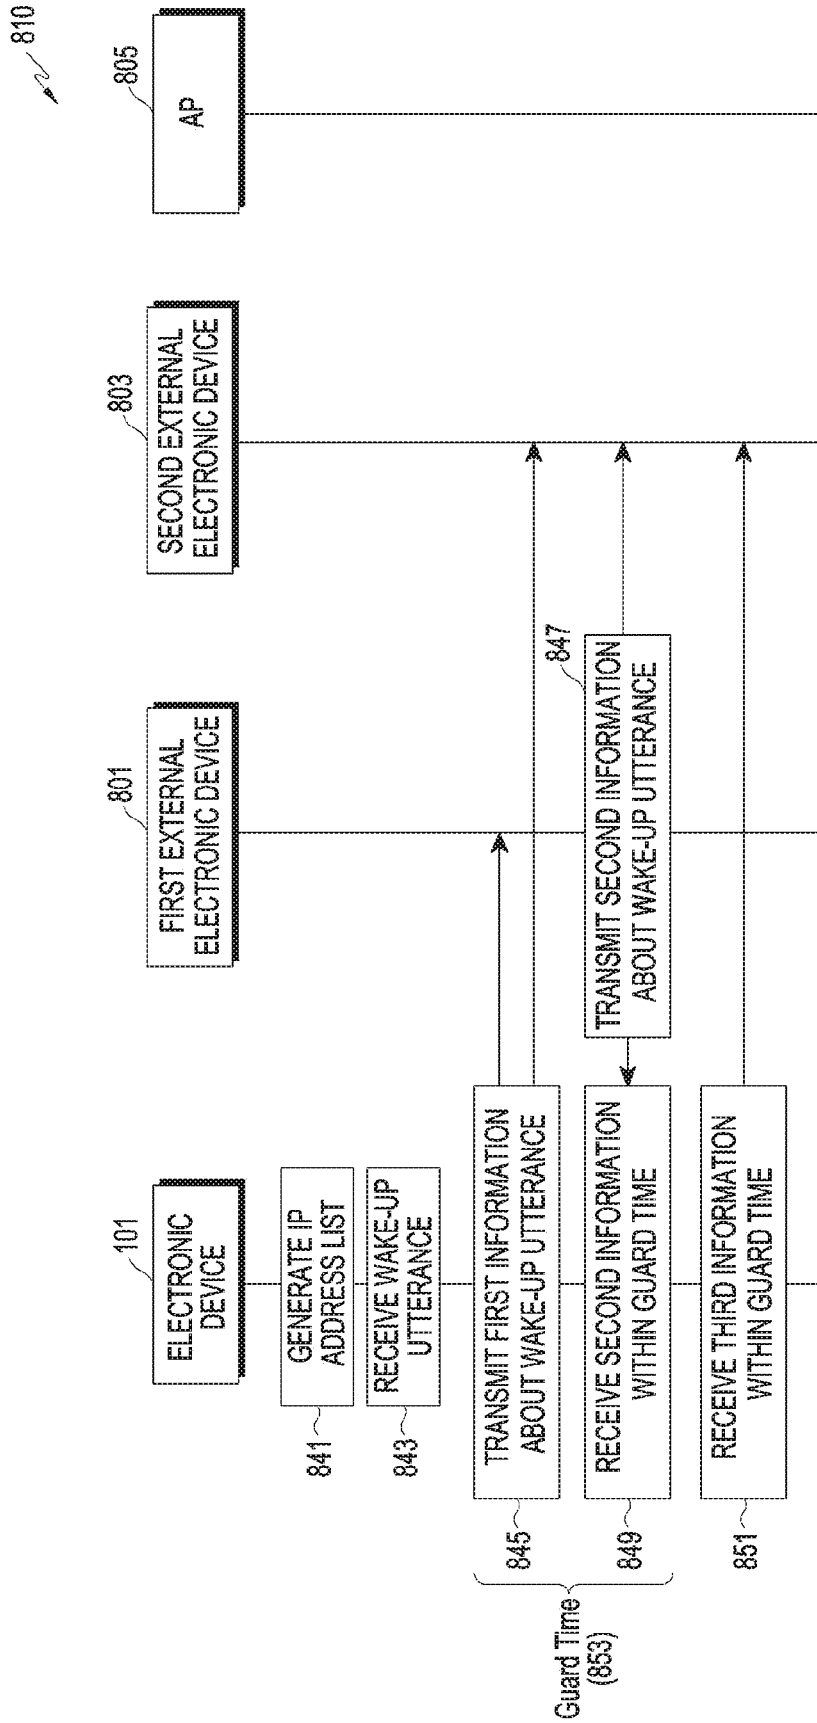 810
101
ELECTRONIC
DEVICE
801
FIRST EXTERNAL
ELECTRONIC DEVICE
803
SECOND EXTERNAL
ELECTRONIC DEVICE
805
AP
841
GENERATE IP
ADDRESS LIST
843
RECEIVE WAKE-UP
UTTERANCE
845
TRANSMIT FIRST INFORMATION
ABOUT WAKE-UP UTTERANCE
847
TRANSMIT SECOND INFORMATION
ABOUT WAKE-UP UTTERANCE
849
RECEIVE SECOND INFORMATION
WITHIN GUARD TIME
Guard Time
(853)
851
RECEIVE THIRD INFORMATION
WITHIN GUARD TIME